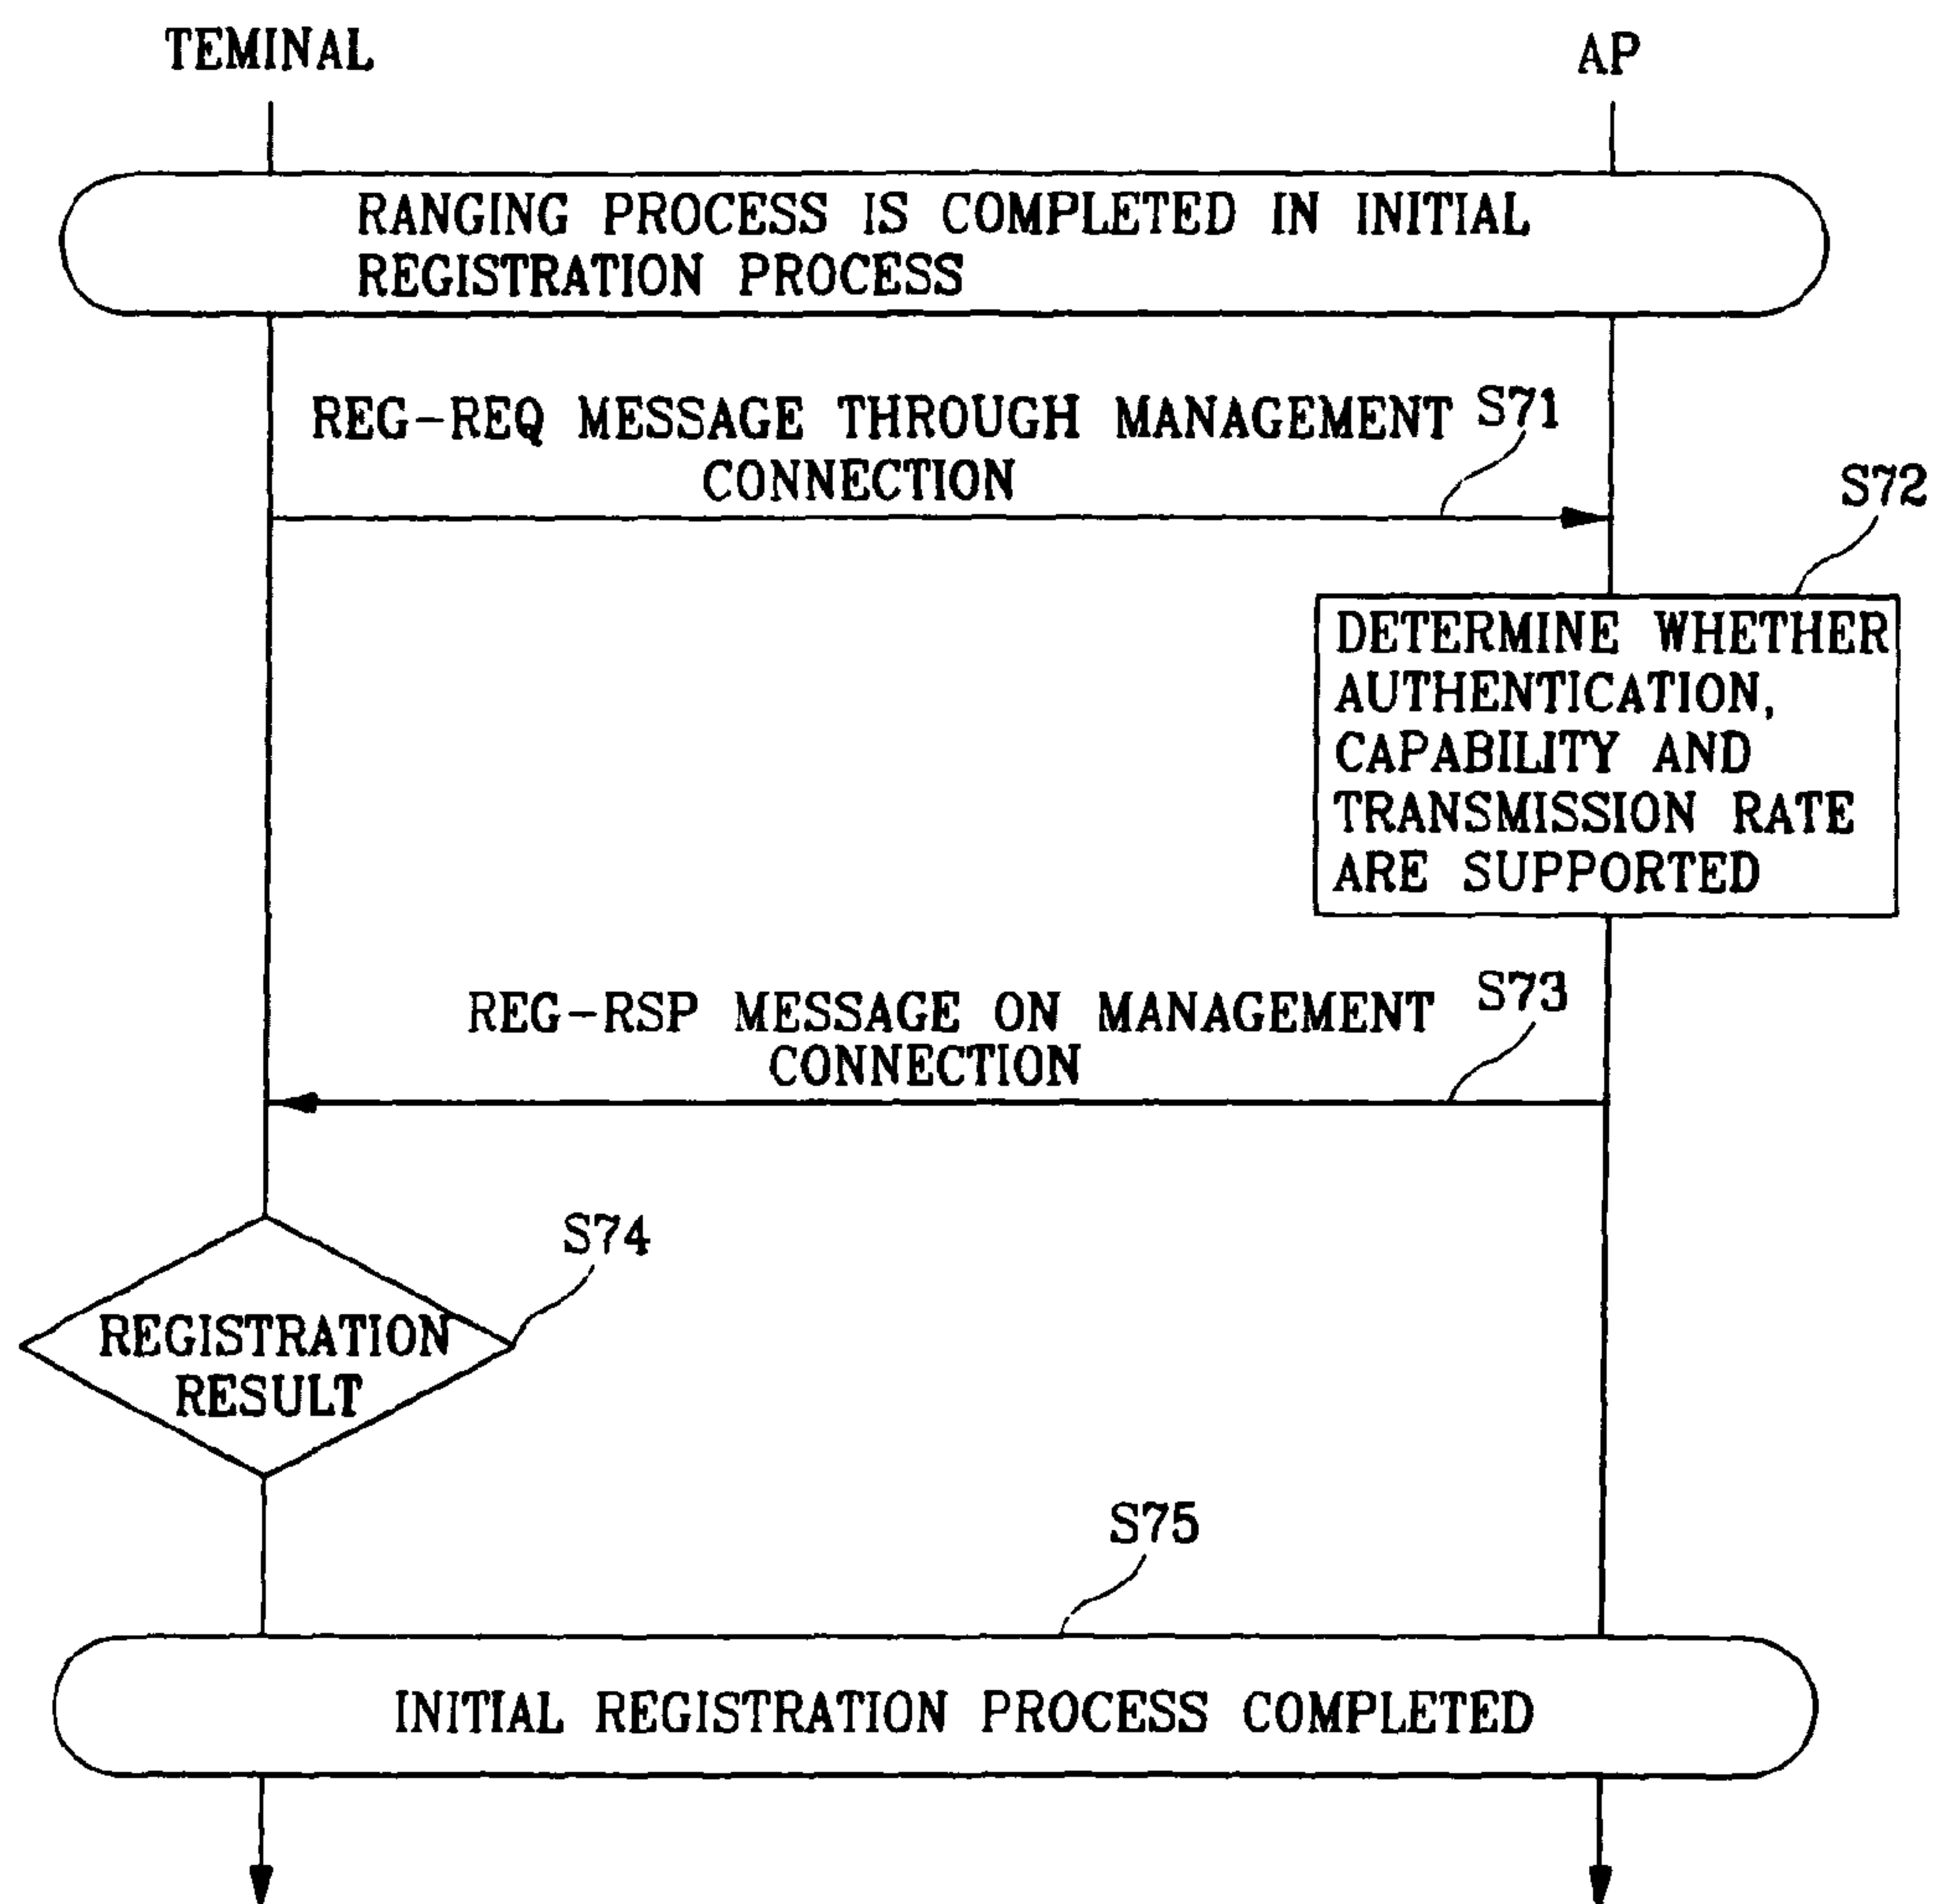 TEMINAL
AP
RANGING PROCESS IS COMPLETED IN INITIAL
REGISTRATION PROCESS
REG-REQ MESSAGE THROUGH MANAGEMENT
CONNECTION
S71
S72
DETERMINE WHETHER
AUTHENTICATION,
CAPABILITY AND
TRANSMISSION RATE
ARE SUPPORTED
REG-RSP MESSAGE ON MANAGEMENT
CONNECTION
S73
S74
REGISTRATION
RESULT
S75
INITIAL REGISTRATION PROCESS COMPLETED